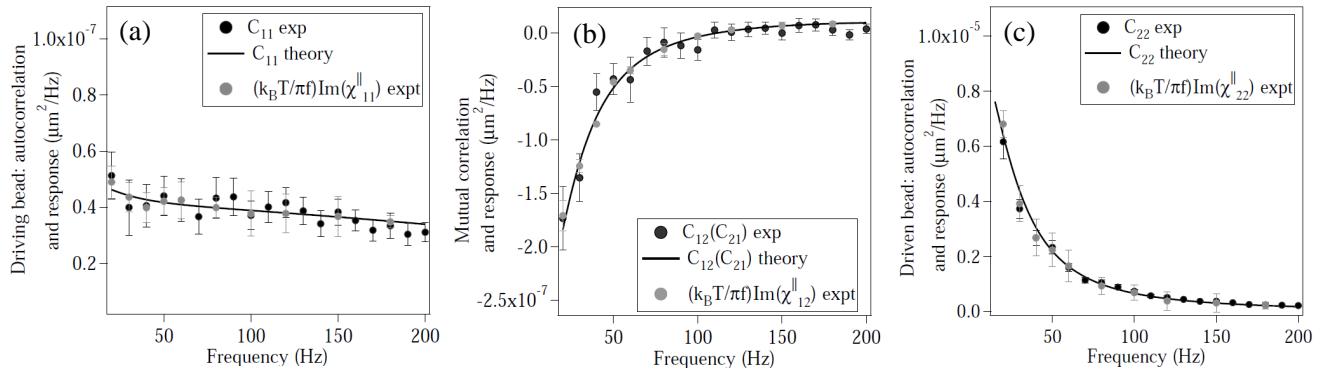 (a)
C₁₁ exp
C₁₁ theory
(k_BT/πf)Im(χ^∥_11) expt
1.0x10⁻⁷
0.8
0.6
0.4
0.2
50
100
150
200
Frequency (Hz)
Driving bead: autocorrelation
and response (μm²/Hz)
(b)
0.0
-0.5
-1.0
-1.5
-2.0
-2.5x10⁻⁷
C₁₂(C₂₁) exp
C₁₂(C₂₁) theory
(k_BT/πf)Im(χ^∥_12) expt
50
100
150
200
Frequency (Hz)
Mutual correlation
and response (μm²/Hz)
(c)
C₂₂ exp
C₂₂ theory
(k_BT/πf)Im(χ^∥_22) expt
1.0x10⁻⁵
0.8
0.6
0.4
0.2
0.0
50
100
150
200
Frequency (Hz)
Driven bead: autocorrelation
and response (μm²/Hz)